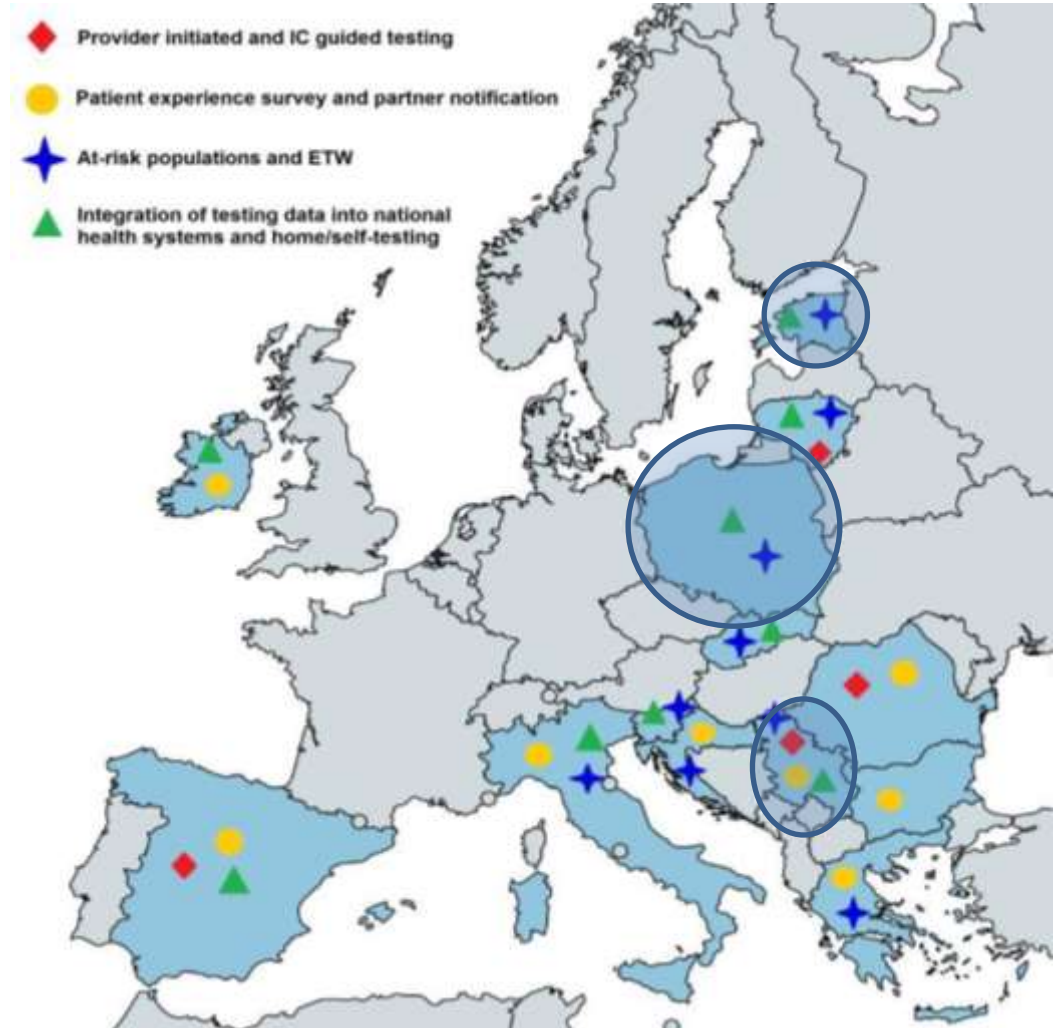 Provider initiated and IC guided testing
Patient experience survey and partner notification
At-risk populations and ETW
Integration of testing data into national
health systems and home/self-testing